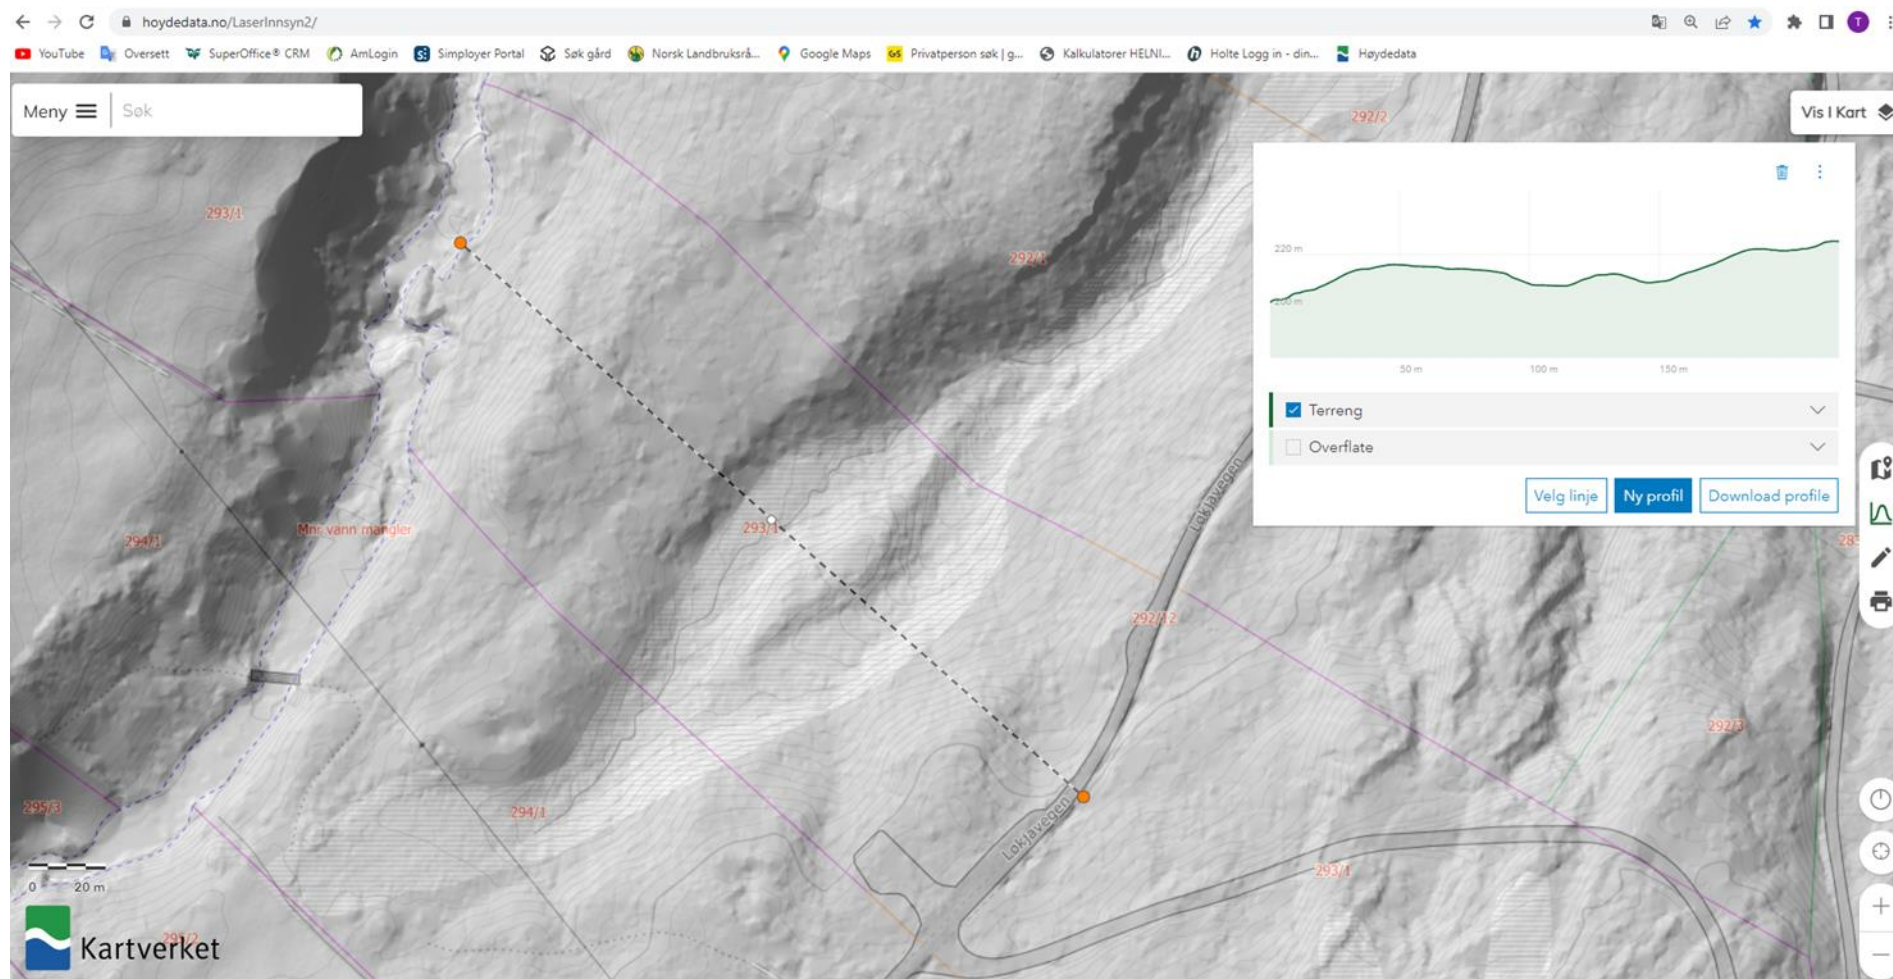 hoydedata.no/LaserInnsyn2/
T
YouTube Oversett SuperOffice® CRM AmLogin Simployer Portal Søk gård Norsk Landbruksrå... Google Maps GS Privatperson søk | g... Kalkulatorer HELNI... Holte Logg in - din... Høydedata
Meny Søk
Vis I Kart
292/2
293/1
220 m
292/1
200 m
50 m 100 m 150 m
Terreng
Overflate
Velg linje Ny profil Download profile
Løkjavegen
Mnr vann mangler
293/1
294/1
292/12
292/3
295/3
294/1
Løkjavegen
293/1
0 20 m
Kartverket